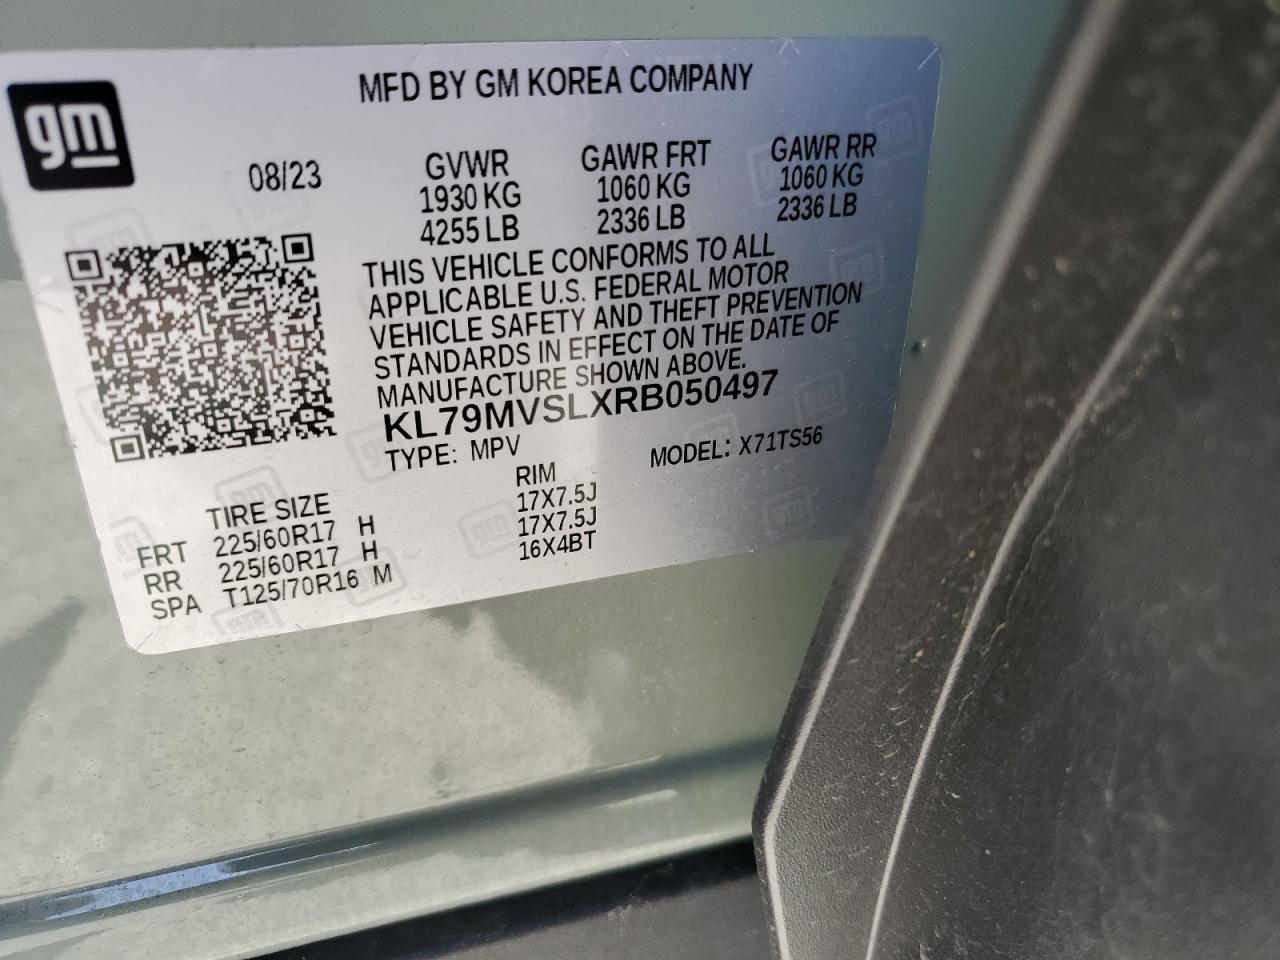 gm
MFD BY GM KOREA COMPANY
08/23
GVWR
1930 KG
4255 LB
GAWR FRT
1060 KG
2336 LB
GAWR RR
1060 KG
2336 LB
THIS VEHICLE CONFORMS TO ALL
APPLICABLE U.S. FEDERAL MOTOR
VEHICLE SAFETY AND THEFT PREVENTION
STANDARDS IN EFFECT ON THE DATE OF
MANUFACTURE SHOWN ABOVE.
KL79MVSLXRB050497
TYPE: MPV MODEL: X71TS56
TIRE SIZE RIM
FRT 225/60R17 H 17X7.5J
RR 225/60R17 H 17X7.5J
SPA T125/70R16 M 16X4BT